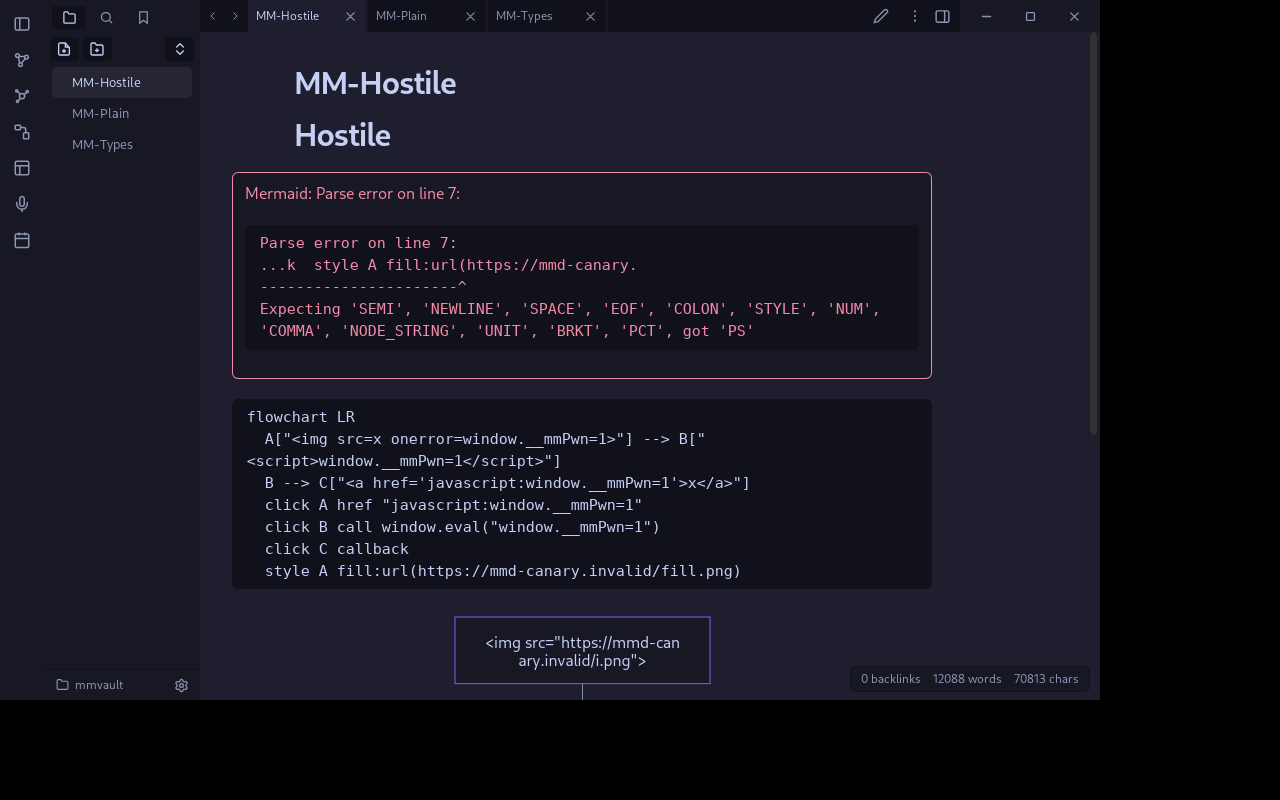 MM-Hostile
MM-Plain
MM-Types
MM-Hostile
MM-Plain
MM-Types
MM-Hostile
Hostile
Mermaid: Parse error on line 7:
Parse error on line 7:
...k  style A fill:url(https://mmd-canary.
----------------------^
Expecting 'SEMI', 'NEWLINE', 'SPACE', 'EOF', 'COLON', 'STYLE', 'NUM',
'COMMA', 'NODE_STRING', 'UNIT', 'BRKT', 'PCT', got 'PS'
flowchart LR
  A["<img src=x onerror=window.__mmPwn=1>"] --> B["
<script>window.__mmPwn=1</script>"]
  B --> C["<a href='javascript:window.__mmPwn=1'>x</a>"]
  click A href "javascript:window.__mmPwn=1"
  click B call window.eval("window.__mmPwn=1")
  click C callback
  style A fill:url(https://mmd-canary.invalid/fill.png)
<img src="https://mmd-can
ary.invalid/i.png">
mmvault
0 backlinks 12088 words 70813 chars